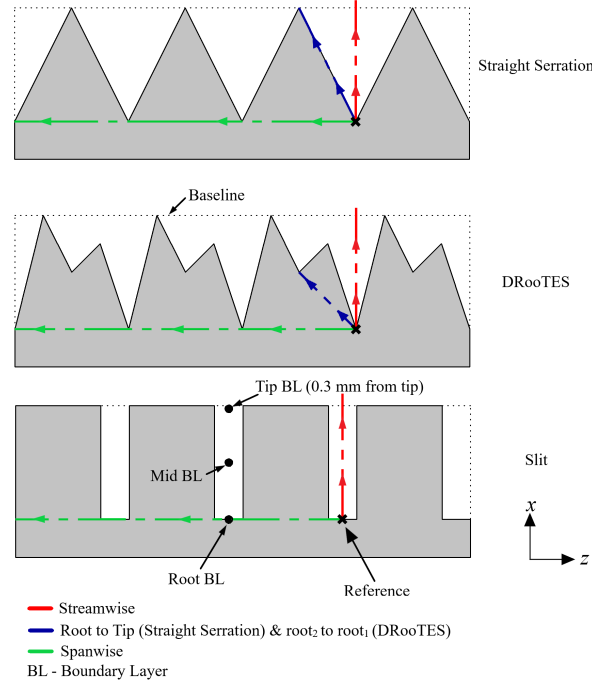 Straight Serration
Baseline
DRooTES
Tip BL (0.3 mm from tip)
Mid BL
Slit
Root BL
Reference
x
z
Streamwise
Root to Tip (Straight Serration) & root₂ to root₁ (DRooTES)
Spanwise
BL - Boundary Layer